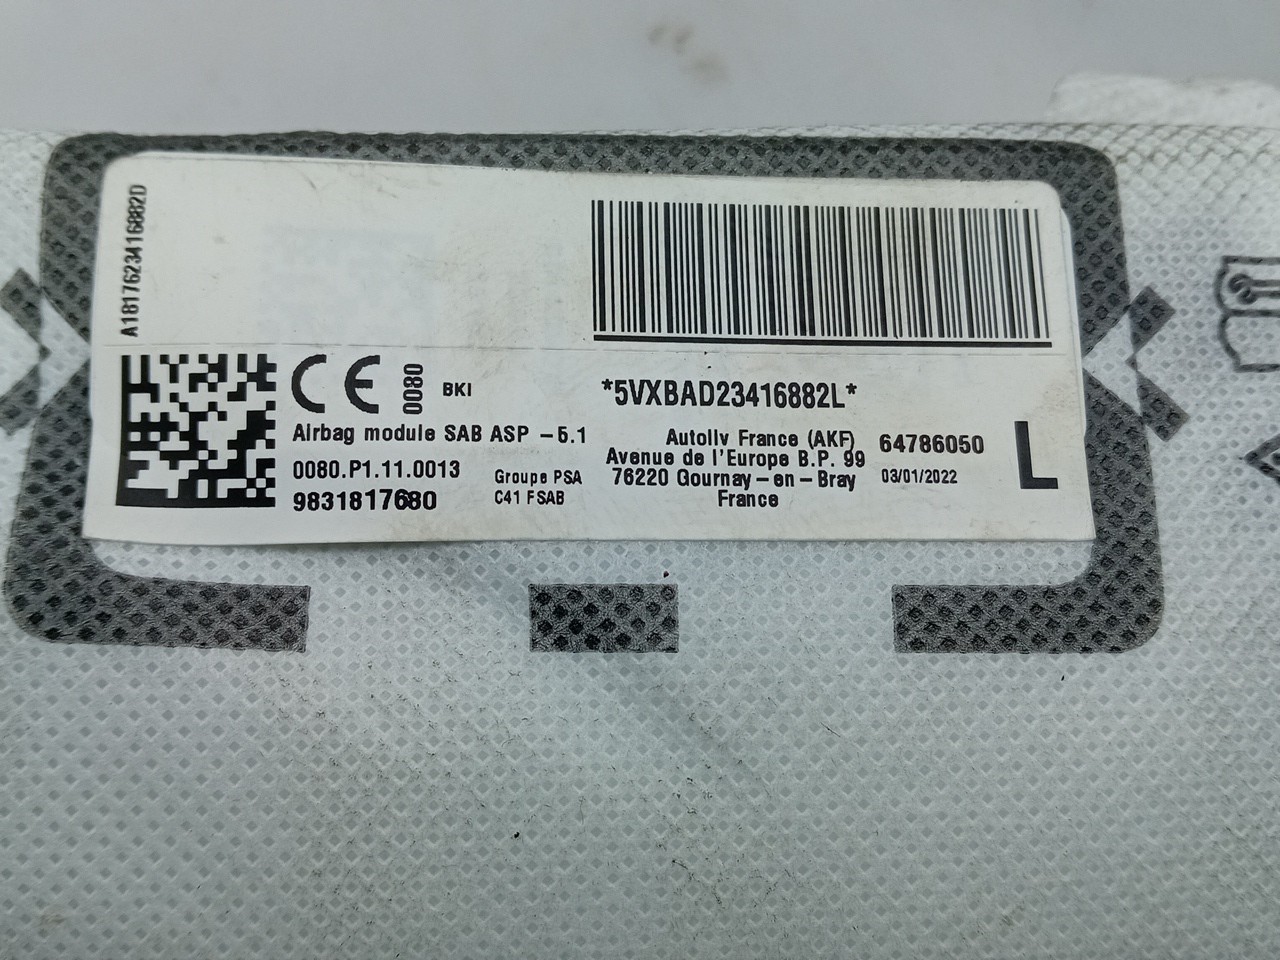 A1817623416882D
CE 0080 BKI
Airbag module SAB ASP -5.1
0080.P1.11.0013
9831817680
Groupe PSA
C41 FSAB
*5VXBAD23416882L*
Autoliv France (AKF)
Avenue de l'Europe B.P. 99
76220 Gournay-en-Bray
France
64786050
03/01/2022
L